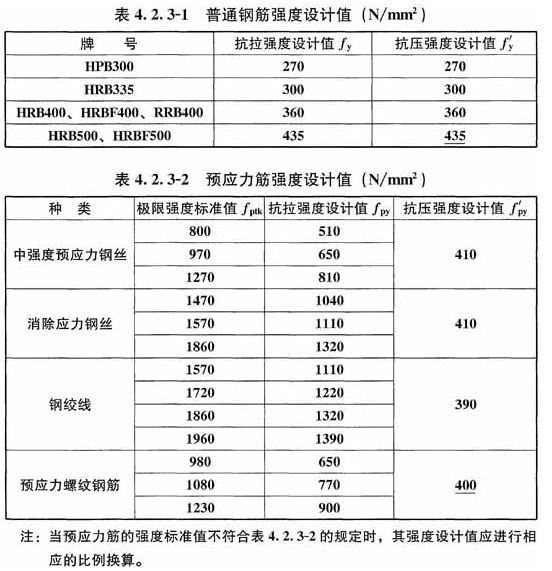 表 4.2.3-1 普通钢筋强度设计值 (N/mm²)
牌 号 抗拉强度设计值 fy 抗压强度设计值 f′y
HPB300 270 270
HRB335 300 300
HRB400、HRBF400、RRB400 360 360
HRB500、HRBF500 435 435
表 4.2.3-2 预应力筋强度设计值 (N/mm²)
种 类 极限强度标准值 fptk 抗拉强度设计值 fpy 抗压强度设计值 f′py
800 510
中强度预应力钢丝 970 650 410
1270 810
1470 1040
消除应力钢丝 1570 1110 410
1860 1320
1570 1110
钢绞线 1720 1220 390
1860 1320
1960 1390
980 650
预应力螺纹钢筋 1080 770 400
1230 900
注：当预应力筋的强度标准值不符合表 4.2.3-2 的规定时，其强度设计值应进行相
应的比例换算。